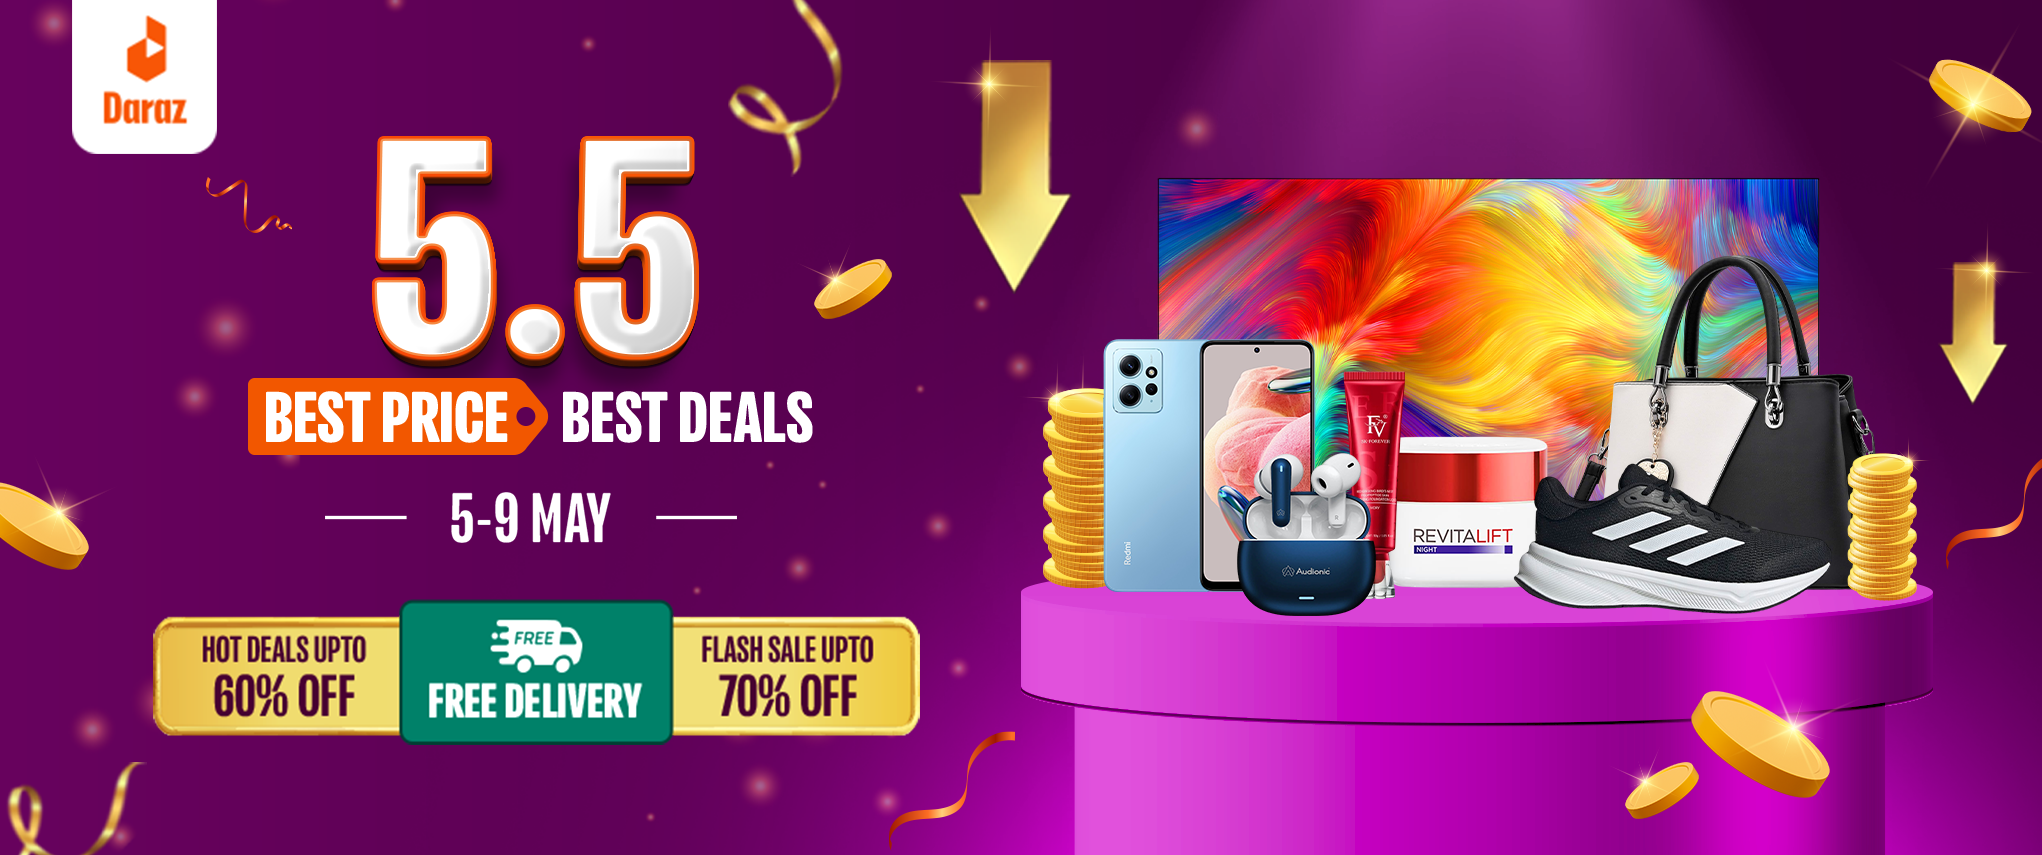 Daraz
5.5
BEST PRICE BEST DEALS
5-9 MAY
HOT DEALS UPTO
60% OFF
FREE
FREE DELIVERY
FLASH SALE UPTO
70% OFF
Redmi
Audionic
FV
REVITALIFT
NIGHT